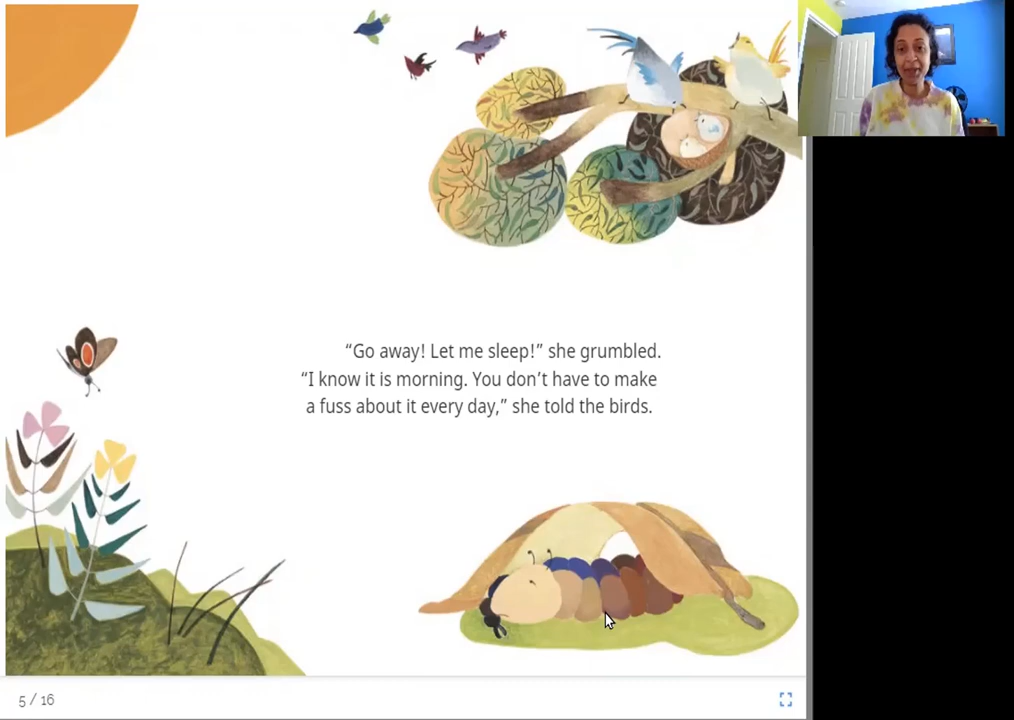 “Go away! Let me sleep!” she grumbled.
“I know it is morning. You don’t have to make
a fuss about it every day,” she told the birds.
5 / 16